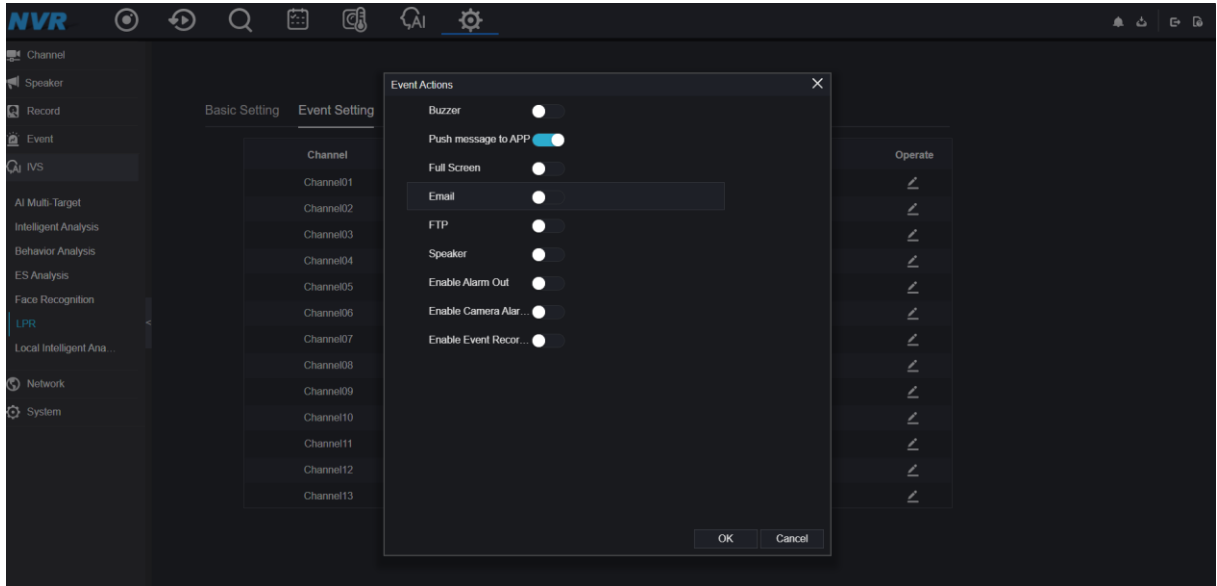 NVR
AI
Channel
Speaker
Record
Event
AI IVS
AI Multi-Target
Intelligent Analysis
Behavior Analysis
ES Analysis
Face Recognition
LPR
Local Intelligent Ana...
Network
System
Basic Setting Event Setting
Channel Operate
Channel01
Channel02
Channel03
Channel04
Channel05
Channel06
Channel07
Channel08
Channel09
Channel10
Channel11
Channel12
Channel13
Event Actions
Buzzer
Push message to APP
Full Screen
Email
FTP
Speaker
Enable Alarm Out
Enable Camera Alar...
Enable Event Recor...
OK Cancel